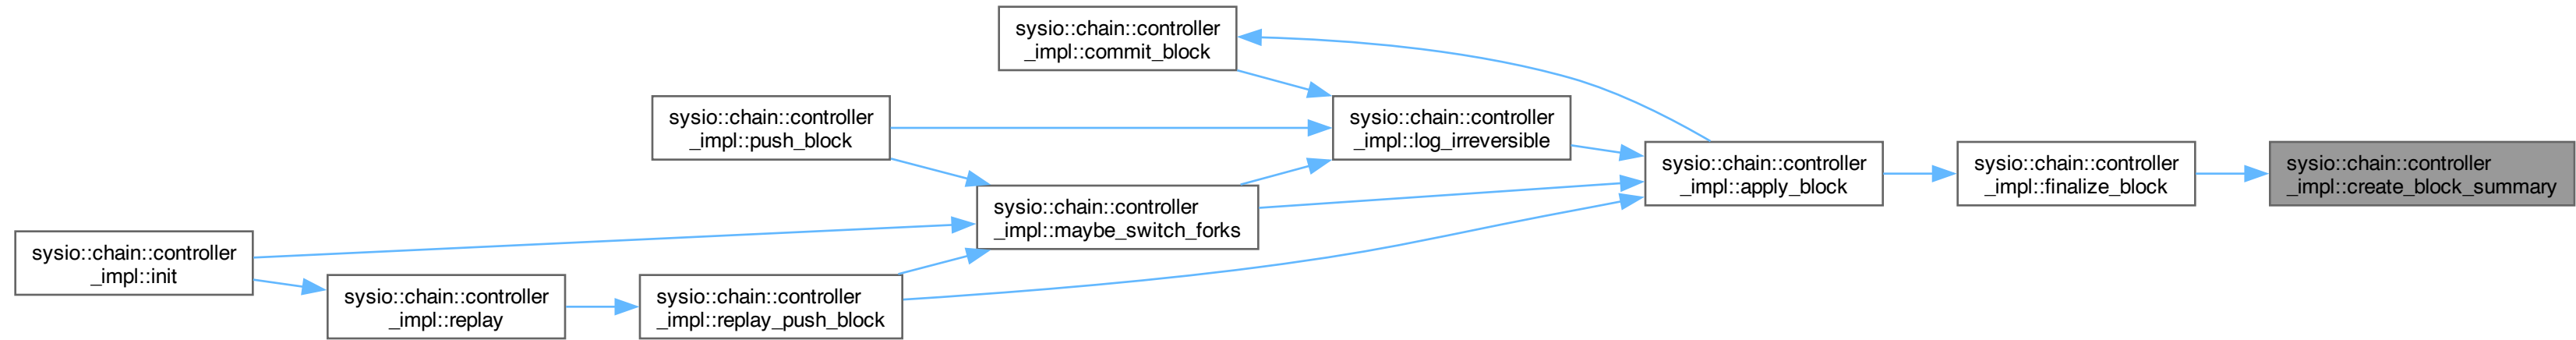 sysio::chain::controller
_impl::commit_block
sysio::chain::controller
_impl::push_block
sysio::chain::controller
_impl::log_irreversible
sysio::chain::controller
_impl::apply_block
sysio::chain::controller
_impl::finalize_block
sysio::chain::controller
_impl::create_block_summary
sysio::chain::controller
_impl::maybe_switch_forks
sysio::chain::controller
_impl::init
sysio::chain::controller
_impl::replay
sysio::chain::controller
_impl::replay_push_block